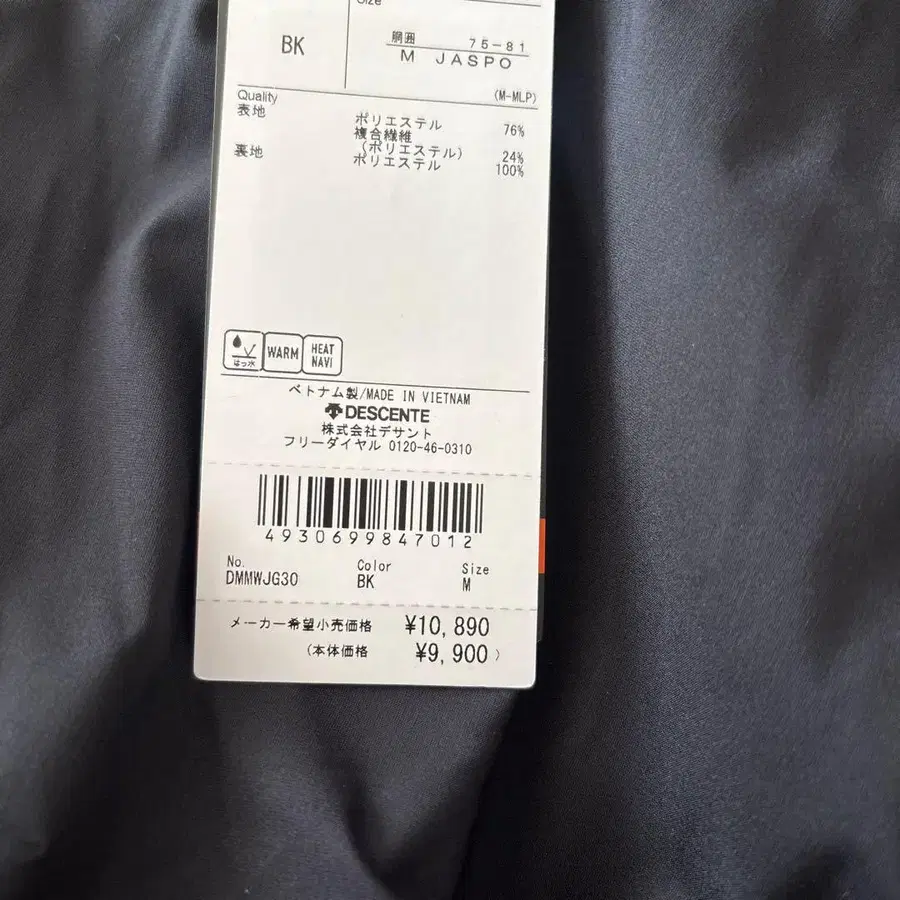 Size
BK
胴囲 75-81
M JASPO
(M-MLP)
Quality
表地 ポリエステル 76%
複合繊維
(ポリエステル) 24%
裏地 ポリエステル 100%
はっ水 WARM HEAT NAVI
ベトナム製/MADE IN VIETNAM
DESCENTE
株式会社デサント
フリーダイヤル 0120-46-0310
4930699847012
No. Color Size
DMMWJG30 BK M
メーカー希望小売価格 ¥10,890
(本体価格 ¥9,900)